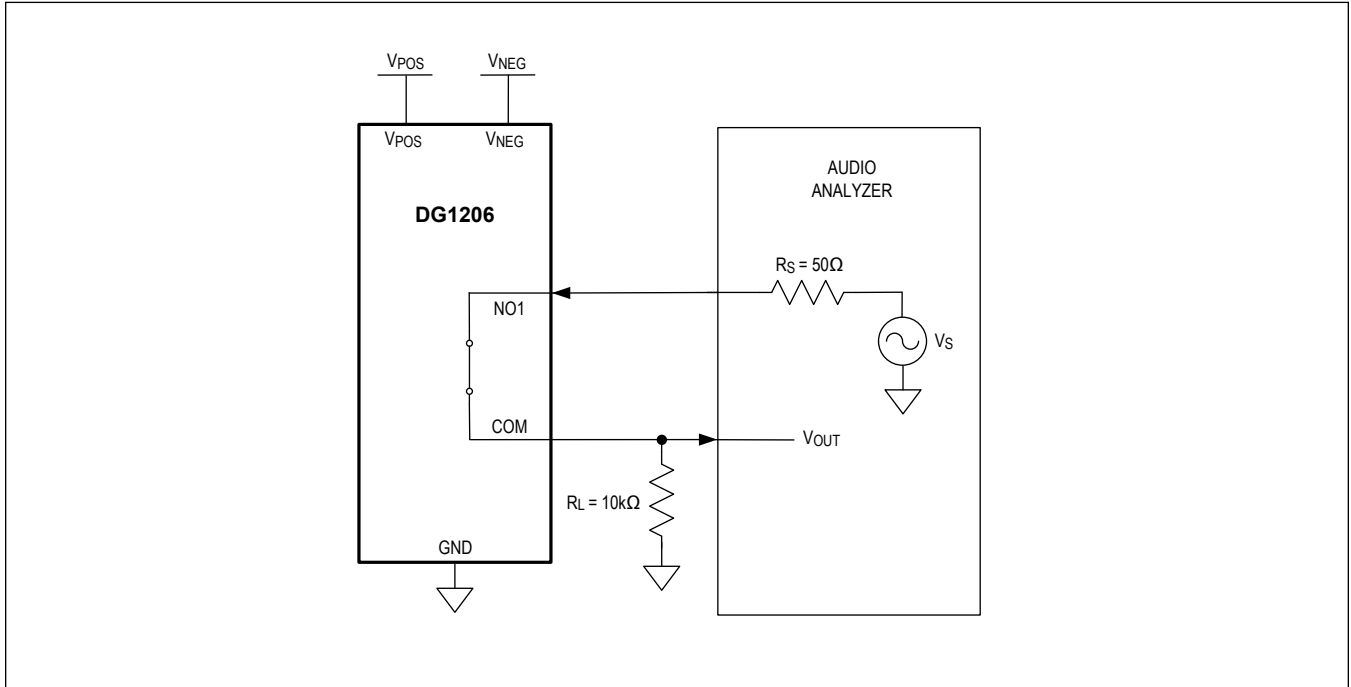 VPOS VNEG
VPOS VNEG
DG1206
AUDIO
ANALYZER
RS = 50Ω
NO1
VS
COM
VOUT
RL = 10kΩ
GND